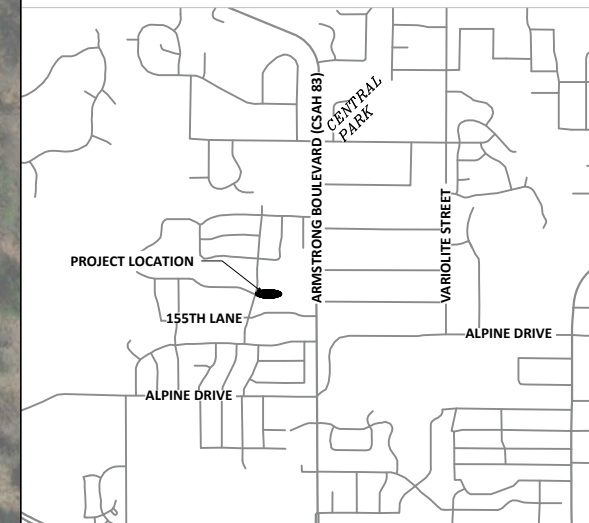 CENTRAL
PARK
ARMSTRONG BOULEVARD (CSAH 83)
VARIOLITE STREET
PROJECT LOCATION
155TH LANE
ALPINE DRIVE
ALPINE DRIVE